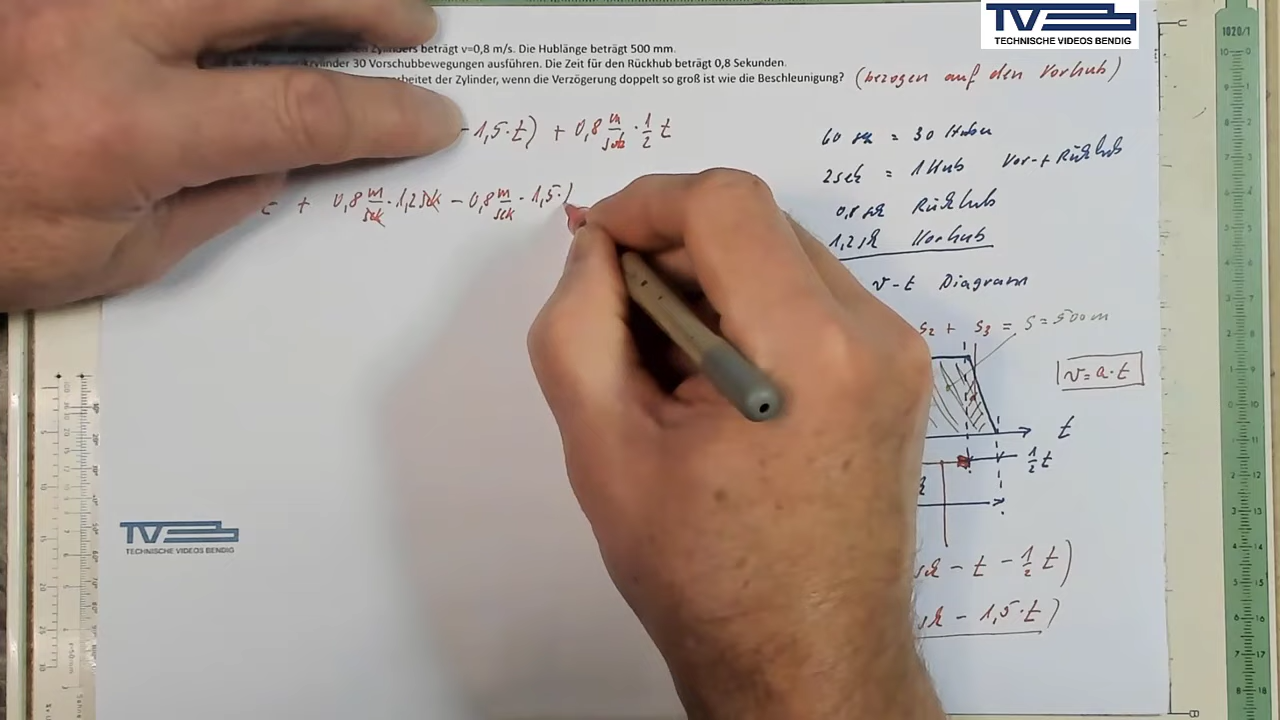 TVB
TECHNISCHE VIDEOS BENDIG
Zylinders beträgt v=0,8 m/s. Die Hublänge beträgt 500 mm.
zylinder 30 Vorschubbewegungen ausführen. Die Zeit für den Rückhub beträgt 0,8 Sekunden.
arbeitet der Zylinder, wenn die Verzögerung doppelt so groß ist wie die Beschleunigung? (bezogen auf den Vorhub)
- 1,5·t) + 0,8 m/sek · 1/2 t
t + 0,8 m/sek · 1,2 sek - 0,8 m/sek · 1,5·
60 sek = 30 Hübe
2 sek = 1 Hub Vor- + Rückhub
0,8 sek Rückhub
1,2 sek Vorhub
v-t Diagramm
s2 + s3 = S = 500 m
v = a·t
t
1/2 t
sek - t - 1/2 t)
sek - 1,5·t)
TVB
TECHNISCHE VIDEOS BENDIG
1020/1